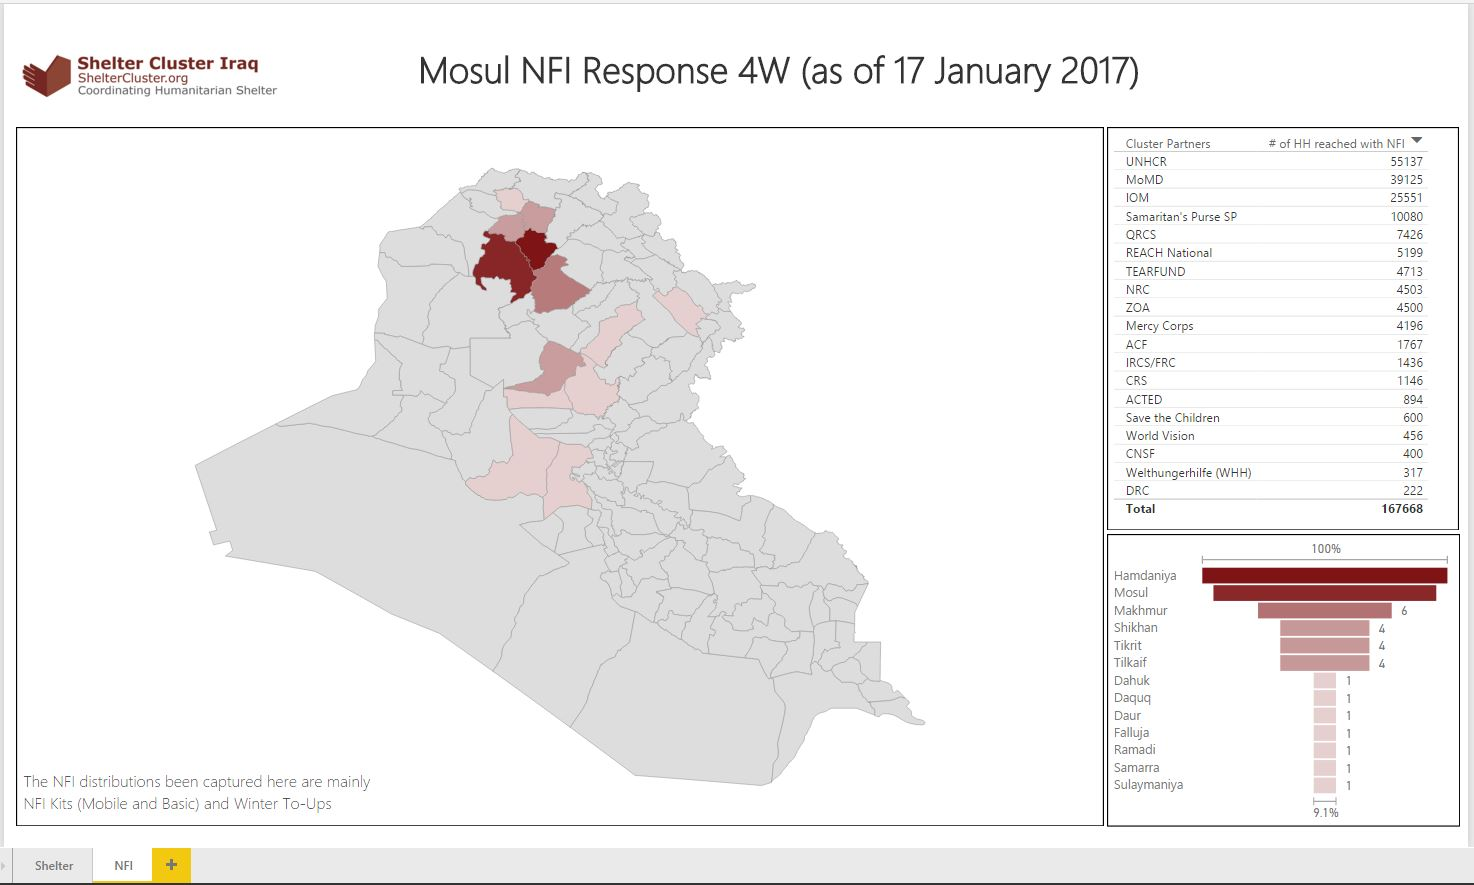 Shelter Cluster Iraq
ShelterCluster.org
Coordinating Humanitarian Shelter
Mosul NFI Response 4W (as of 17 January 2017)
Cluster Partners # of HH reached with NFI
UNHCR 55137
MoMD 39125
IOM 25551
Samaritan's Purse SP 10080
QRCS 7426
REACH National 5199
TEARFUND 4713
NRC 4503
ZOA 4500
Mercy Corps 4196
ACF 1767
IRCS/FRC 1436
CRS 1146
ACTED 894
Save the Children 600
World Vision 456
CNSF 400
Welthungerhilfe (WHH) 317
DRC 222
Total 167668
100%
Hamdaniya
Mosul
Makhmur 6
Shikhan 4
Tikrit 4
Tilkaif 4
Dahuk 1
Daquq 1
Daur 1
Falluja 1
Ramadi 1
Samarra 1
Sulaymaniya 1
9.1%
The NFI distributions been captured here are mainly
NFI Kits (Mobile and Basic) and Winter To-Ups
Shelter NFI +